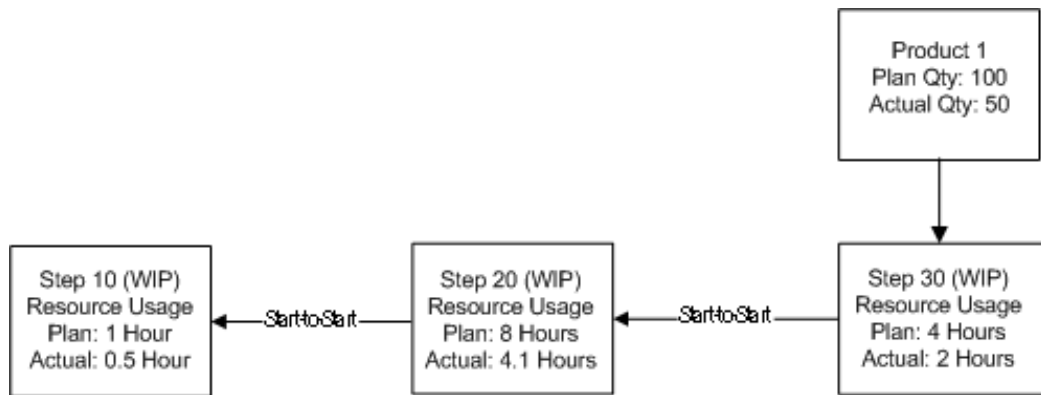 Product 1
Plan Qty: 100
Actual Qty: 50
Step 10 (WIP)
Resource Usage
Plan: 1 Hour
Actual: 0.5 Hour
Start-to-Start
Step 20 (WIP)
Resource Usage
Plan: 8 Hours
Actual: 4.1 Hours
Start-to-Start
Step 30 (WIP)
Resource Usage
Plan: 4 Hours
Actual: 2 Hours